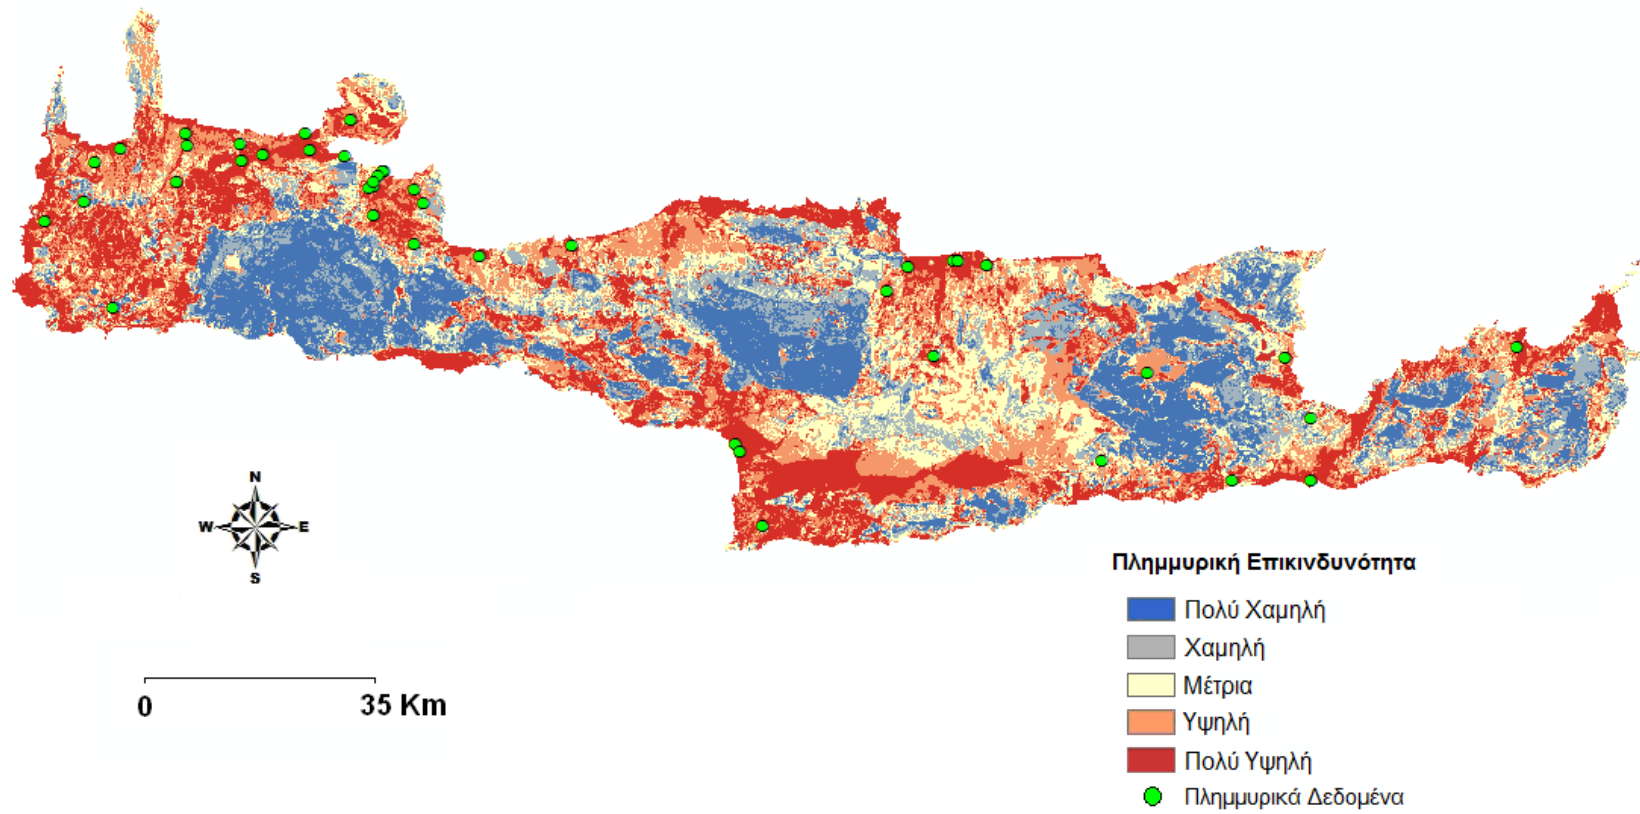 N
W E
S
0 35 Km
Πλημμυρική Επικινδυνότητα
Πολύ Χαμηλή
Χαμηλή
Μέτρια
Υψηλή
Πολύ Υψηλή
Πλημμυρικά Δεδομένα